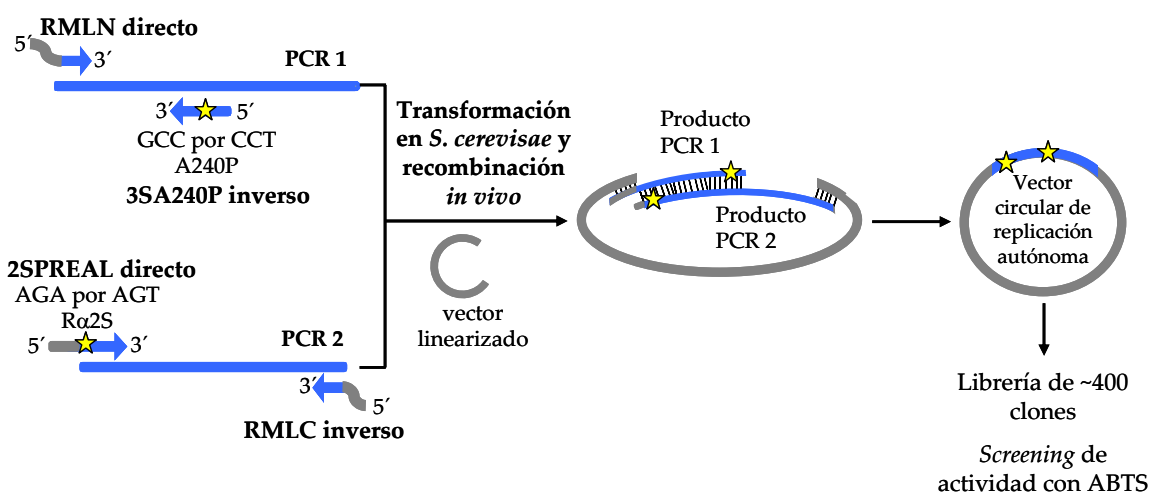 RMLN directo
5´
3´
PCR 1
3´
5´
GCC por CCT
A240P
3SA240P inverso
2SPREAL directo
AGA por AGT
Rα2S
5´
3´
PCR 2
3´
5´
RMLC inverso
Transformación
en S. cerevisae y
recombinación
in vivo
vector
linearizado
Producto
PCR 1
Producto
PCR 2
Vector
circular de
replicación
autónoma
Librería de ~400
clones
Screening de
actividad con ABTS